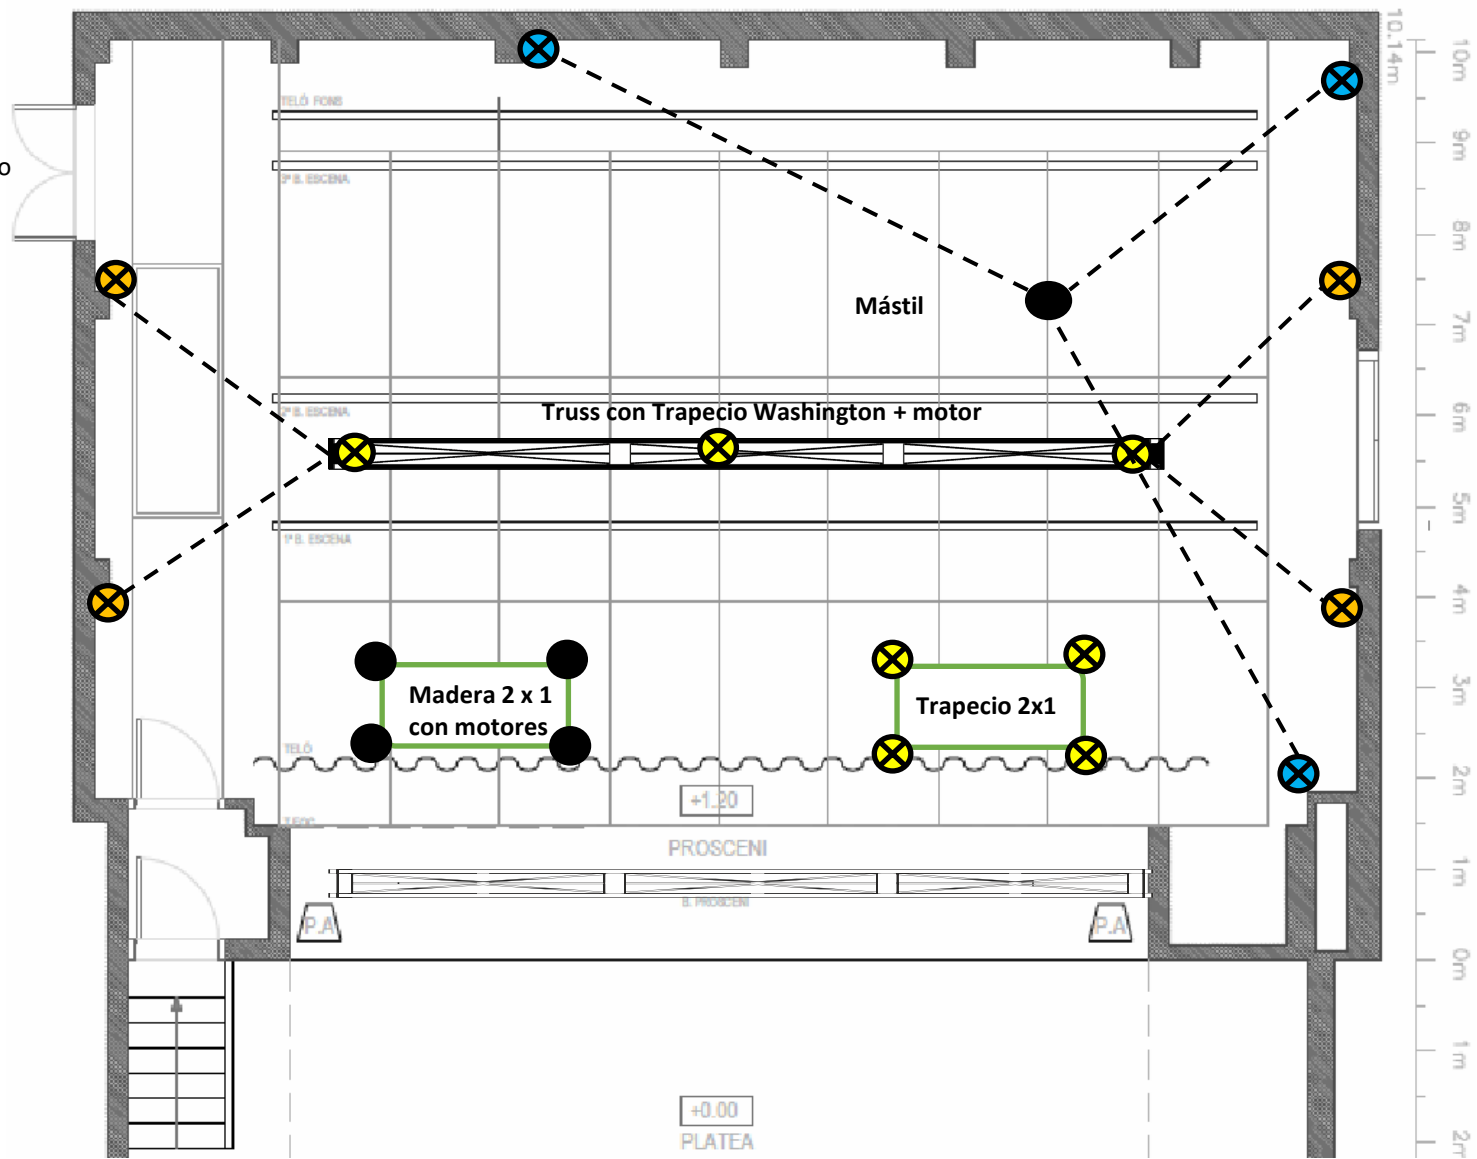 10.14m
10m
TELÓ FONS
9m
o
3ª B. ESCENA
8m
Mástil
7m
2ª B. ESCENA
Truss con Trapecio Washington + motor
6m
5m
1ª B. ESCENA
4m
Madera 2 x 1
con motores
Trapecio 2x1
3m
TELÓ
2m
+1.20
PROSCENI
1m
B. PROSCENI
P.A
P.A
0m
1m
+0.00
PLATEA
2m